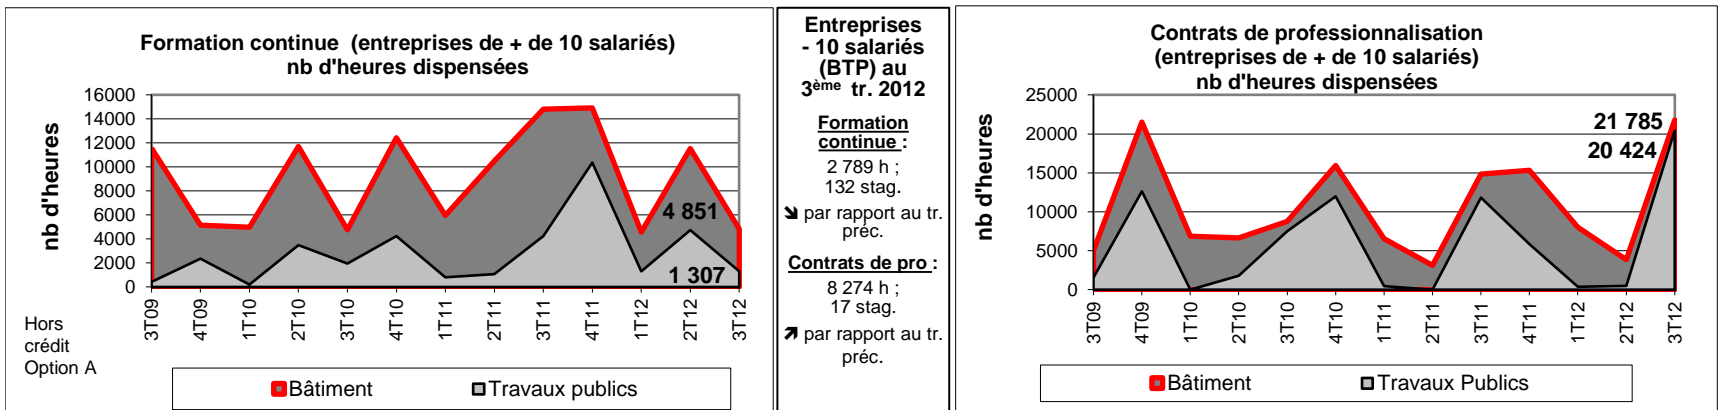 Formation continue (entreprises de + de 10 salariés)
nb d'heures dispensées
nb d'heures
16000
14000
12000
10000
8000
6000
4000
2000
0
4 851
1 307
3T09
4T09
1T10
2T10
3T10
4T10
1T11
2T11
3T11
4T11
1T12
2T12
3T12
Hors
crédit
Option A
Bâtiment
Travaux publics
Entreprises
- 10 salariés
(BTP) au
3ème tr. 2012
Formation
continue :
2 789 h ;
132 stag.
➘ par rapport au tr.
préc.
Contrats de pro :
8 274 h ;
17 stag.
➚ par rapport au tr.
préc.
Contrats de professionnalisation
(entreprises de + de 10 salariés)
nb d'heures dispensées
nb d'heures
25000
20000
15000
10000
5000
0
21 785
20 424
3T09
4T09
1T10
2T10
3T10
4T10
1T11
2T11
3T11
4T11
1T12
2T12
3T12
Bâtiment
Travaux Publics